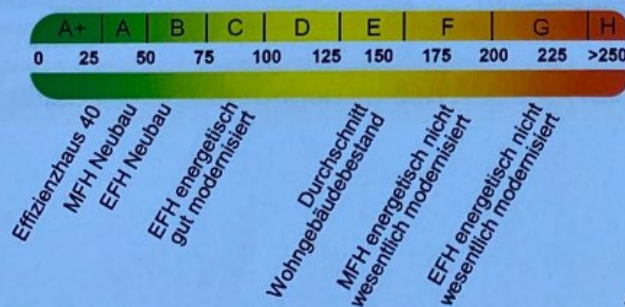 A+ A B C D E F G H
0 25 50 75 100 125 150 175 200 225 >250
Effizienzhaus 40
MFH Neubau
EFH Neubau
EFH energetisch
gut modernisiert
Durchschnitt
Wohngebäudebestand
MFH energetisch nicht
wesentlich modernisiert
EFH energetisch nicht
wesentlich modernisiert